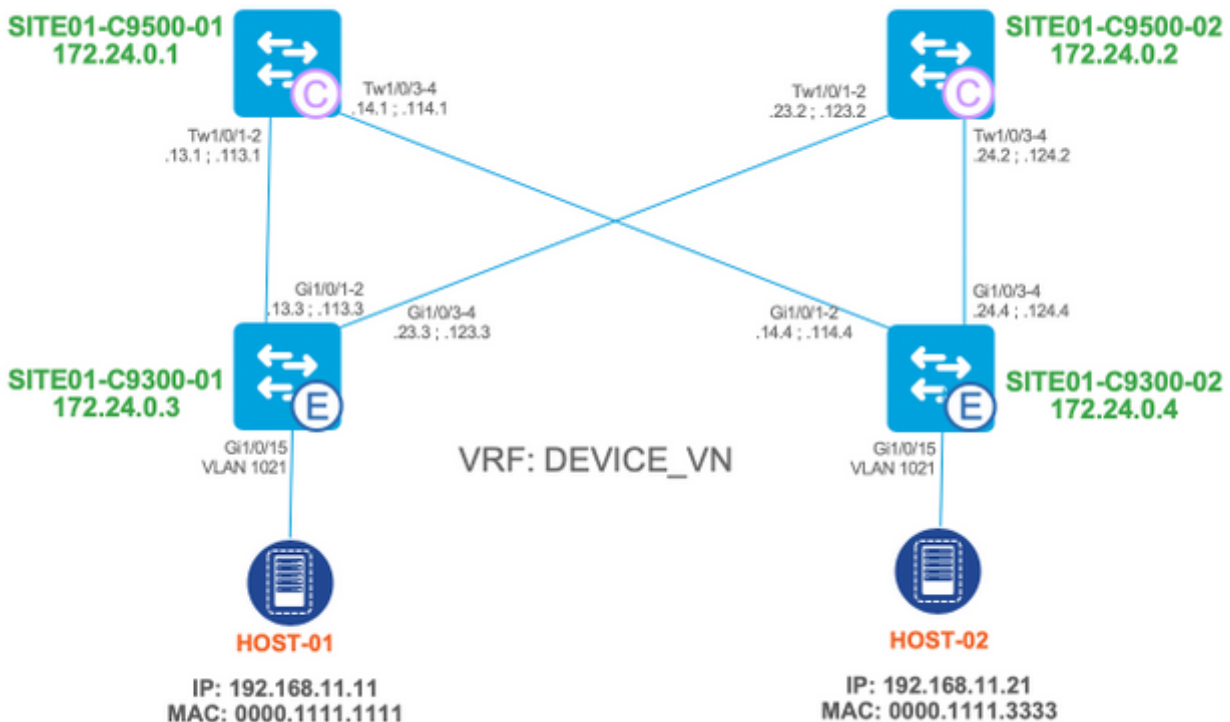 SITE01-C9500-01
172.24.0.1
SITE01-C9500-02
172.24.0.2
C
C
Tw1/0/3-4
.14.1 ; .114.1
Tw1/0/1-2
.23.2 ; .123.2
Tw1/0/1-2
.13.1 ; .113.1
Tw1/0/3-4
.24.2 ; .124.2
Gi1/0/1-2
.13.3 ; .113.3
Gi1/0/3-4
.23.3 ; .123.3
Gi1/0/1-2
.14.4 ; .114.4
Gi1/0/3-4
.24.4 ; .124.4
SITE01-C9300-01
172.24.0.3
E
SITE01-C9300-02
172.24.0.4
E
Gi1/0/15
VLAN 1021
VRF: DEVICE_VN
Gi1/0/15
VLAN 1021
HOST-01
HOST-02
IP: 192.168.11.11
MAC: 0000.1111.1111
IP: 192.168.11.21
MAC: 0000.1111.3333